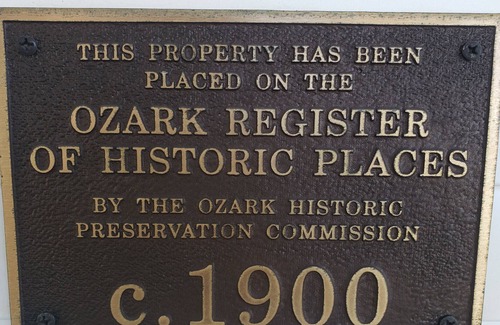 THIS PROPERTY HAS BEEN
PLACED ON THE
OZARK REGISTER
OF HISTORIC PLACES
BY THE OZARK HISTORIC
PRESERVATION COMMISSION
c.1900